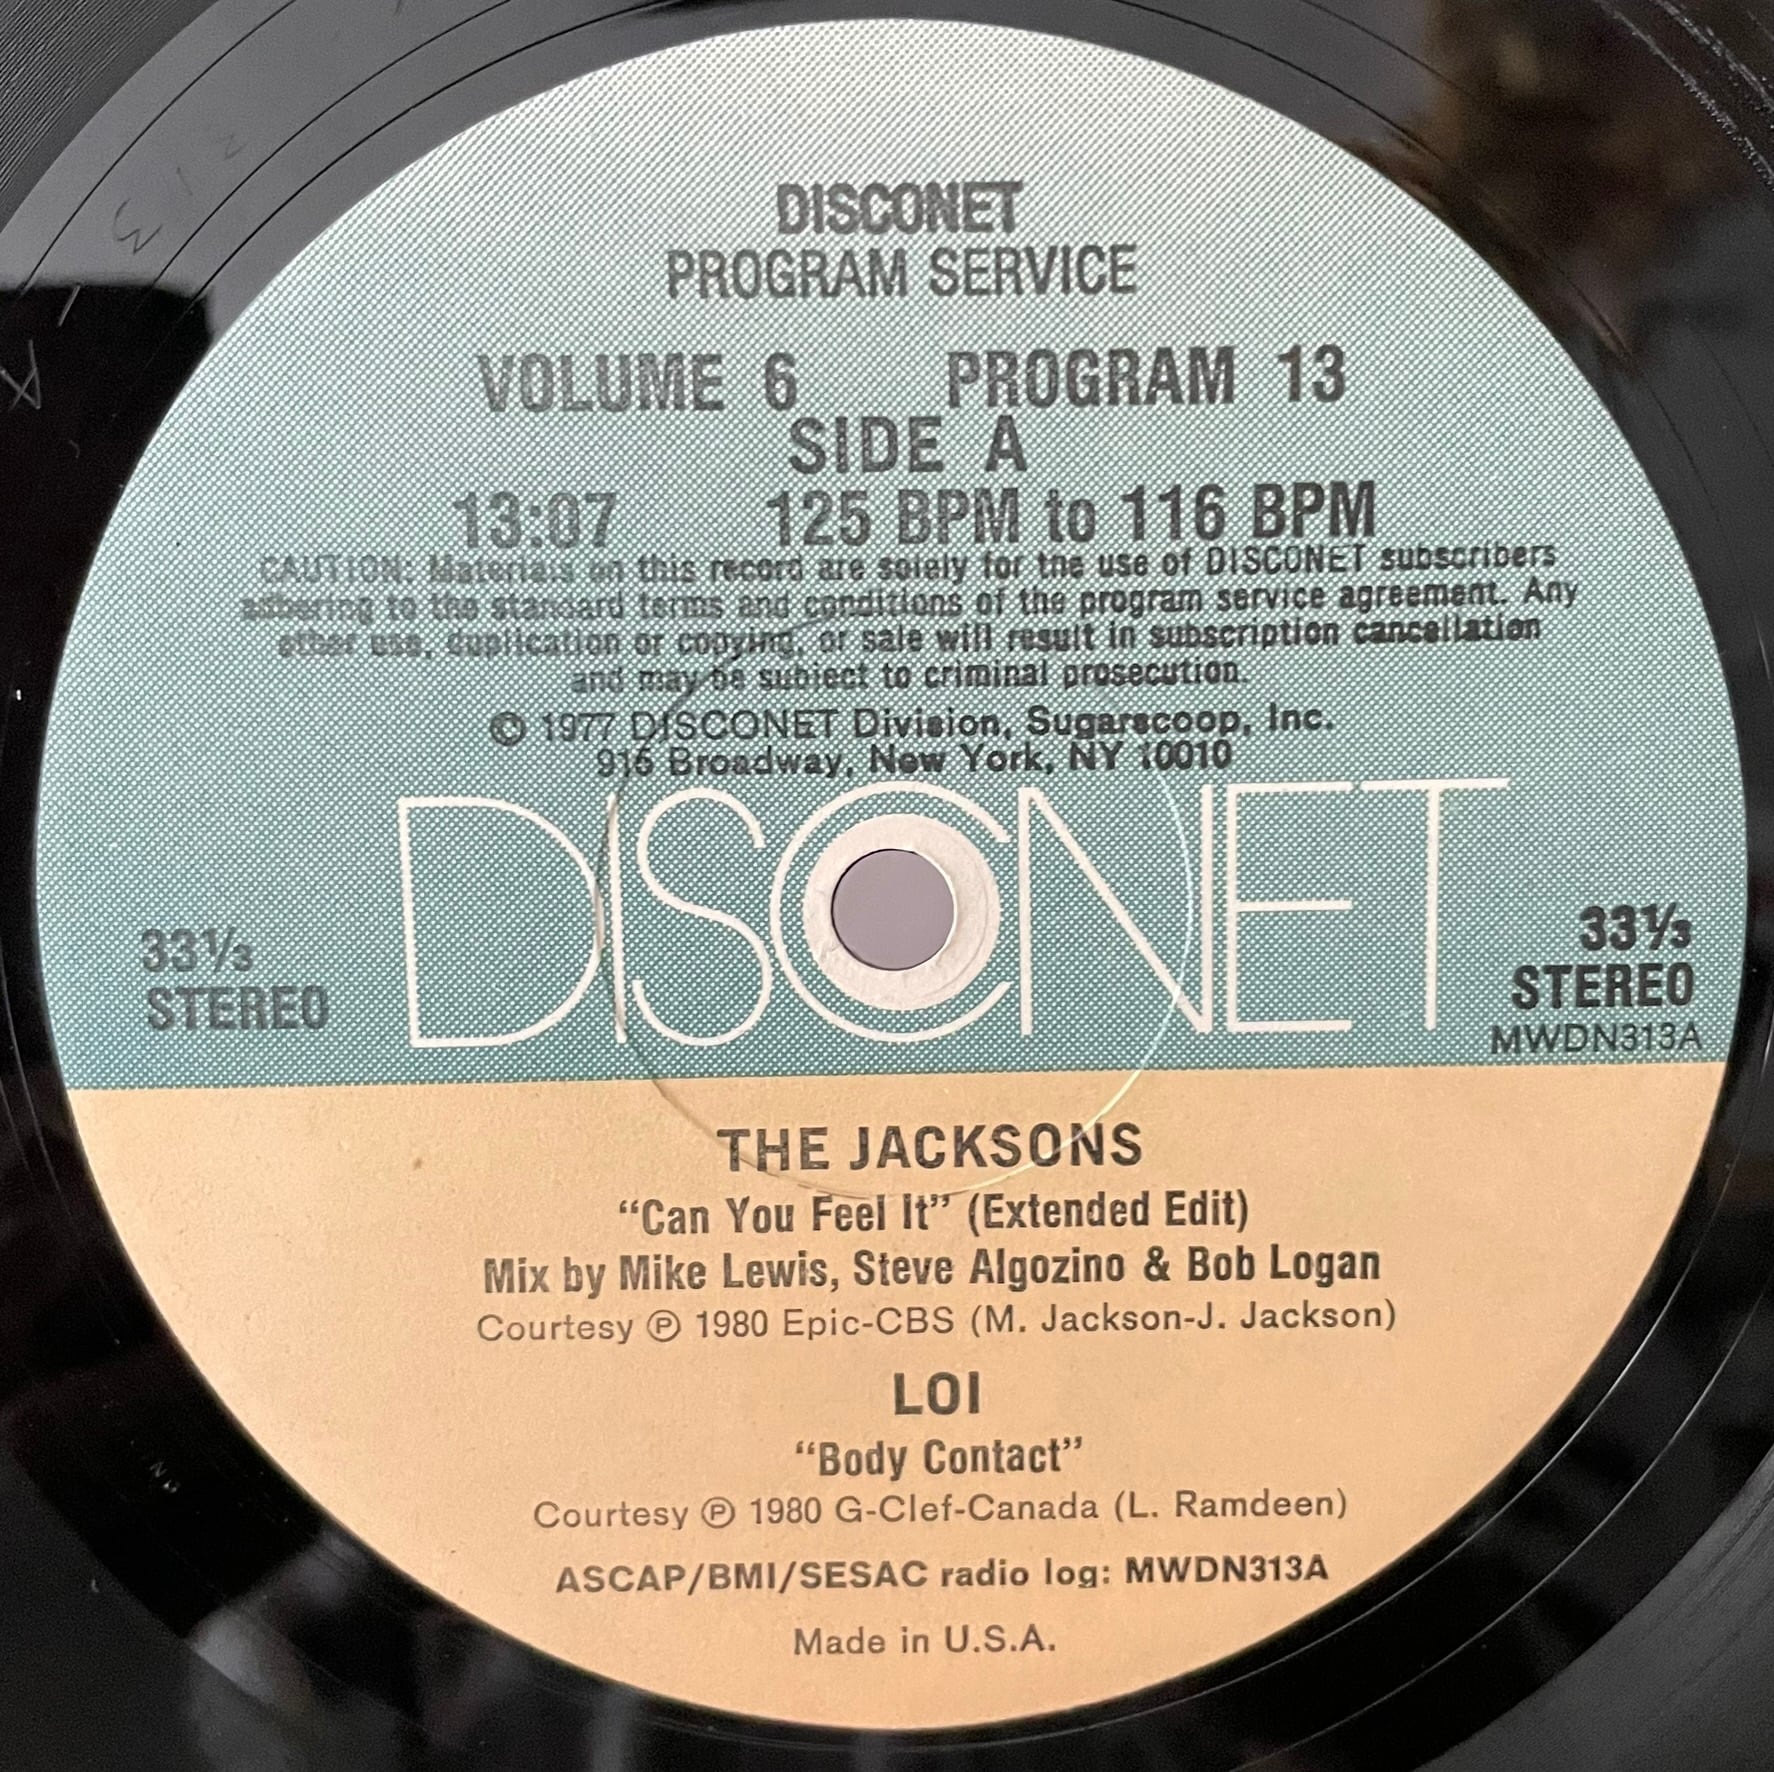 DISCONET
PROGRAM SERVICE
VOLUME 6 PROGRAM 13
SIDE A
13:07 125 BPM to 116 BPM
CAUTION: Materials on this record are solely for the use of DISCONET subscribers
adhering to the standard terms and conditions of the program service agreement. Any
other use, duplication or copying, or sale will result in subscription cancellation
and may be subject to criminal prosecution.
© 1977 DISCONET Division, Sugarscoop, Inc.
916 Broadway, New York, NY 10010
DISCONET
33⅓
STEREO
33⅓
STEREO
MWDN313A
THE JACKSONS
“Can You Feel It” (Extended Edit)
Mix by Mike Lewis, Steve Algozino & Bob Logan
Courtesy ℗ 1980 Epic-CBS (M. Jackson-J. Jackson)
LOI
“Body Contact”
Courtesy ℗ 1980 G-Clef-Canada (L. Ramdeen)
ASCAP/BMI/SESAC radio log: MWDN313A
Made in U.S.A.